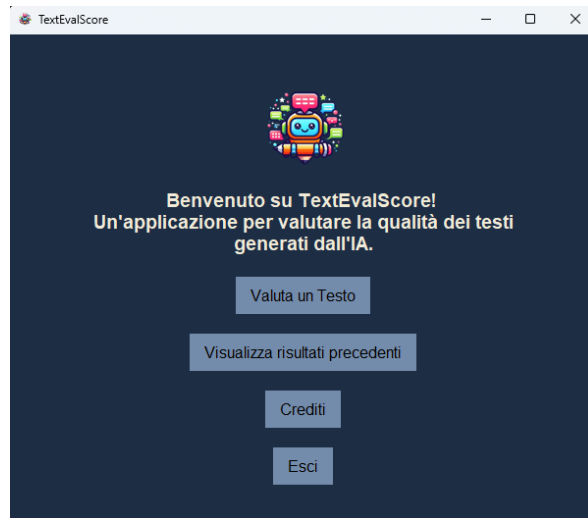 TextEvalScore
Benvenuto su TextEvalScore!
Un'applicazione per valutare la qualità dei testi
generati dall'IA.
Valuta un Testo
Visualizza risultati precedenti
Crediti
Esci